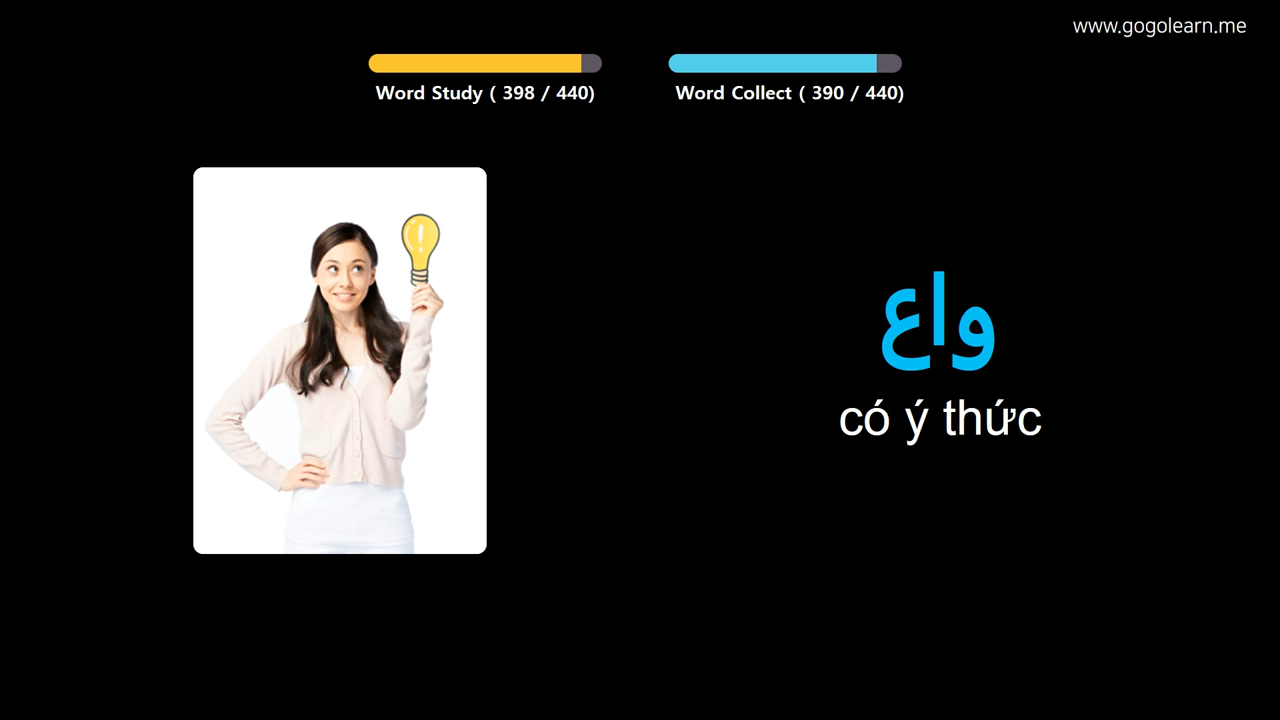 www.gogolearn.me
Word Study ( 398 / 440)
Word Collect ( 390 / 440)
واع
có ý thức